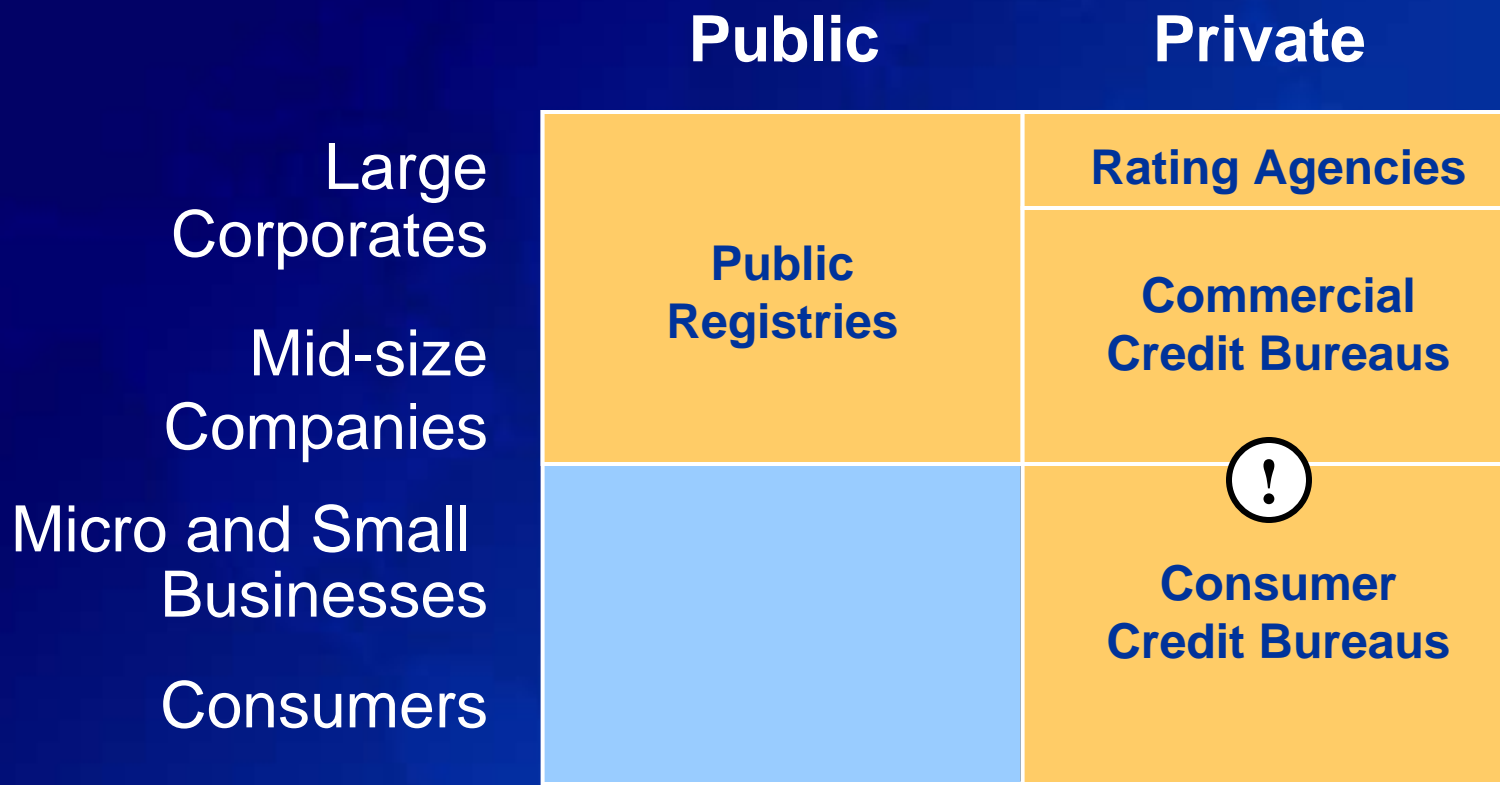 Public Private
Large
Corporates
Mid-size
Companies
Micro and Small
Businesses
Consumers
Public
Registries
Rating Agencies
Commercial
Credit Bureaus
!
Consumer
Credit Bureaus